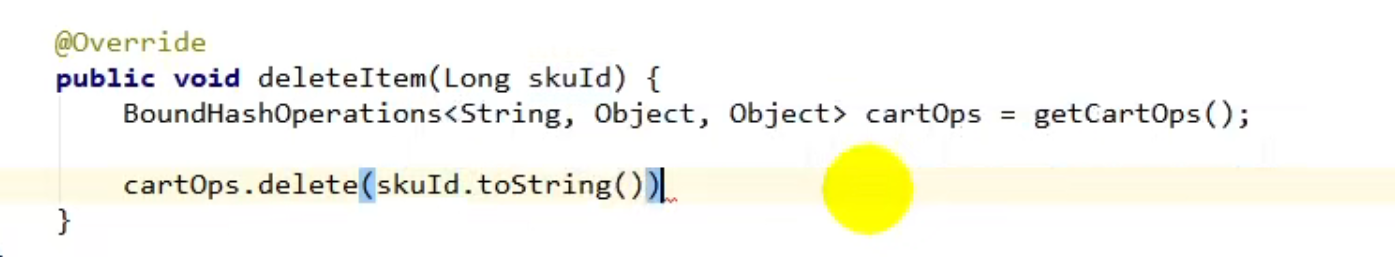 @Override
public void deleteItem(Long skuId) {
BoundHashOperations<String, Object, Object> cartOps = getCartOps();
cartOps.delete(skuId.toString())
}